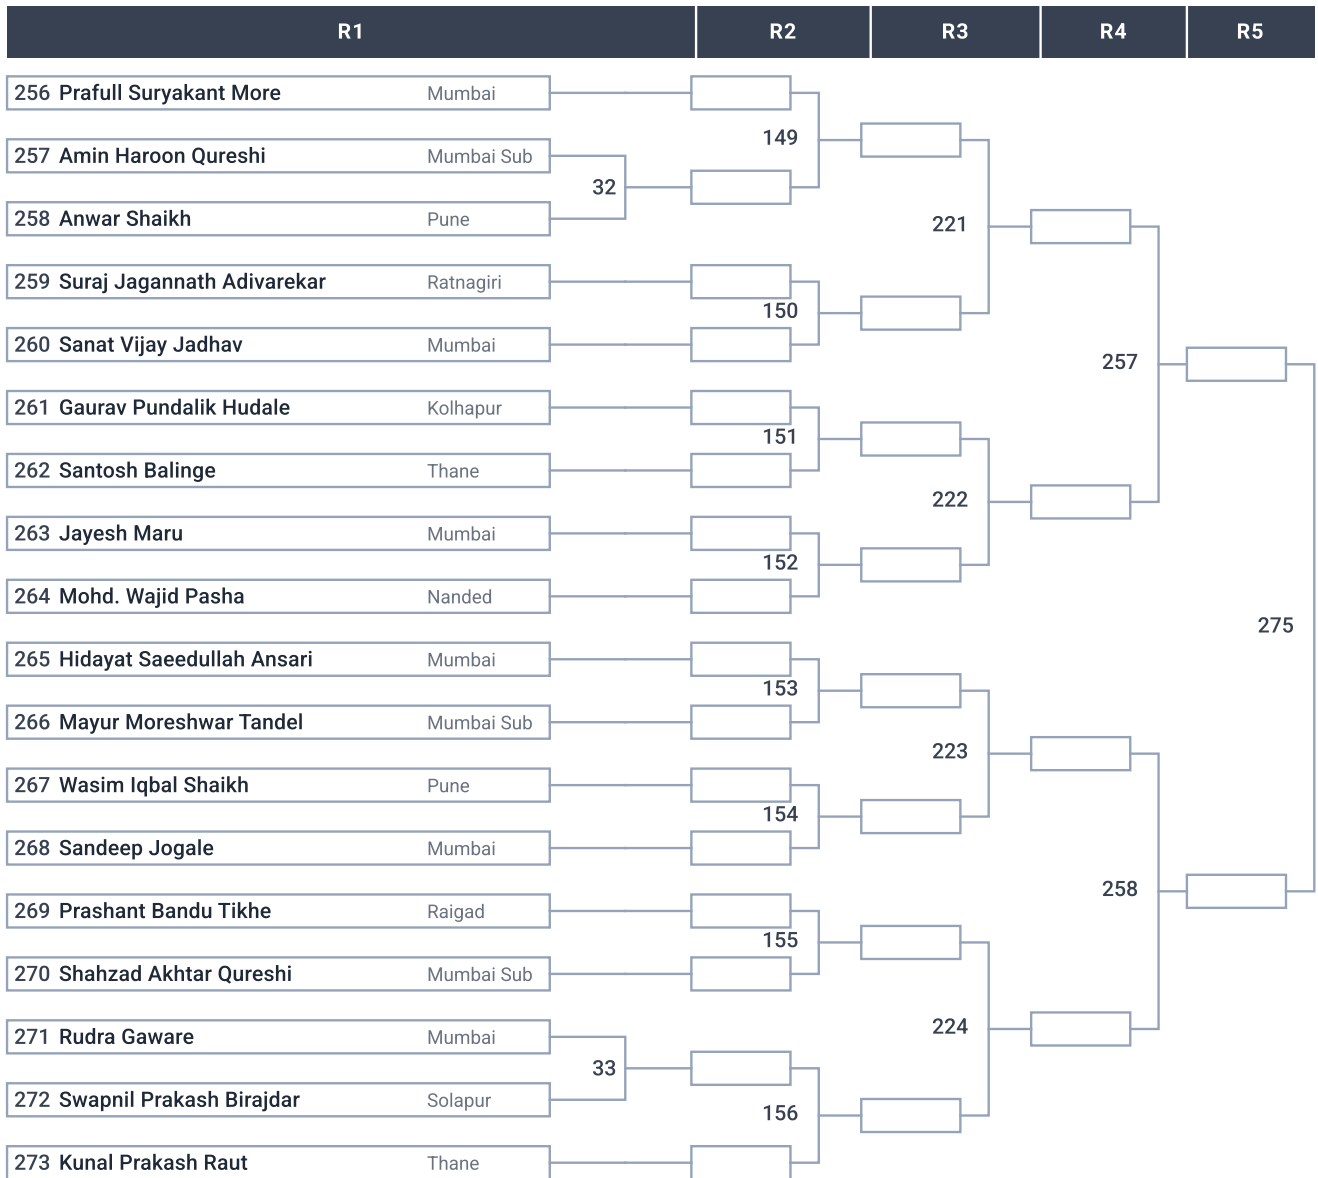 R1 R2 R3 R4 R5
256 Prafull Suryakant More Mumbai
149
257 Amin Haroon Qureshi Mumbai Sub
32
258 Anwar Shaikh Pune
221
259 Suraj Jagannath Adivarekar Ratnagiri
150
260 Sanat Vijay Jadhav Mumbai
257
261 Gaurav Pundalik Hudale Kolhapur
151
262 Santosh Balinge Thane
222
263 Jayesh Maru Mumbai
152
264 Mohd. Wajid Pasha Nanded
275
265 Hidayat Saeedullah Ansari Mumbai
153
266 Mayur Moreshwar Tandel Mumbai Sub
223
267 Wasim Iqbal Shaikh Pune
154
268 Sandeep Jogale Mumbai
258
269 Prashant Bandu Tikhe Raigad
155
270 Shahzad Akhtar Qureshi Mumbai Sub
224
271 Rudra Gaware Mumbai
33
272 Swapnil Prakash Birajdar Solapur
156
273 Kunal Prakash Raut Thane